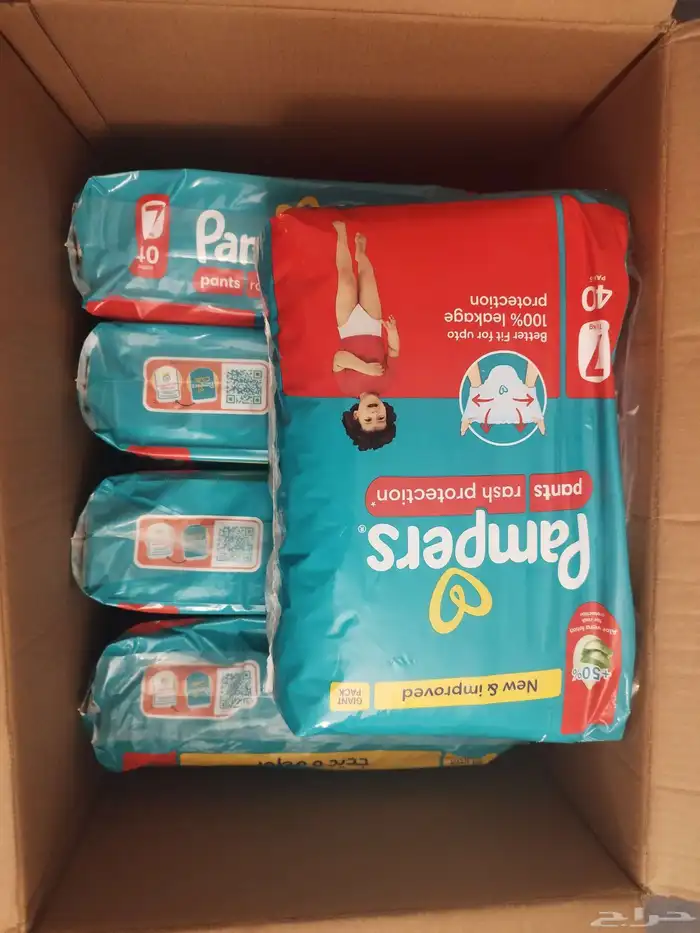 7
40
Pam
pants
Pampers®
pants rash protection*
New & improved
GIANT
PACK
+50%
7
40
Better Fit for upto
100% leakage
protection
حراج